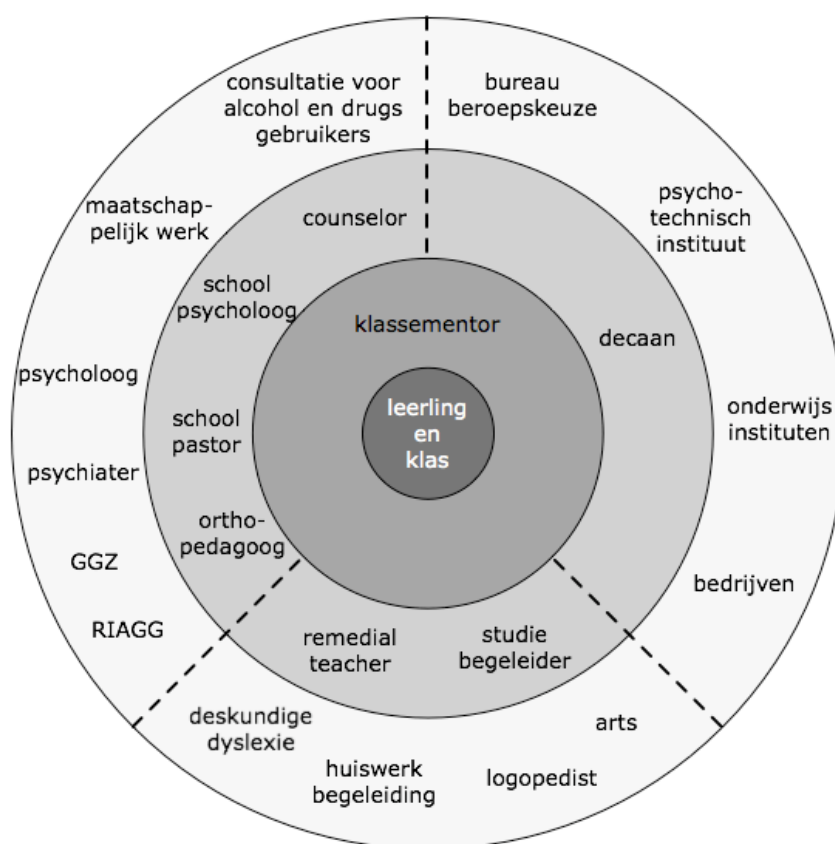 consultatie voor
alcohol en drugs
gebruikers
bureau
beroepskeuze
maatschap-
pelijk werk
psycho-
technisch
instituut
counselor
school
psycholoog
klassementor
decaan
psycholoog
leerling
en
klas
onderwijs
instituten
school
pastor
psychiater
ortho-
pedagoog
GGZ
RIAGG
bedrijven
remedial
teacher
studie
begeleider
deskundige
dyslexie
arts
huiswerk
begeleiding
logopedist